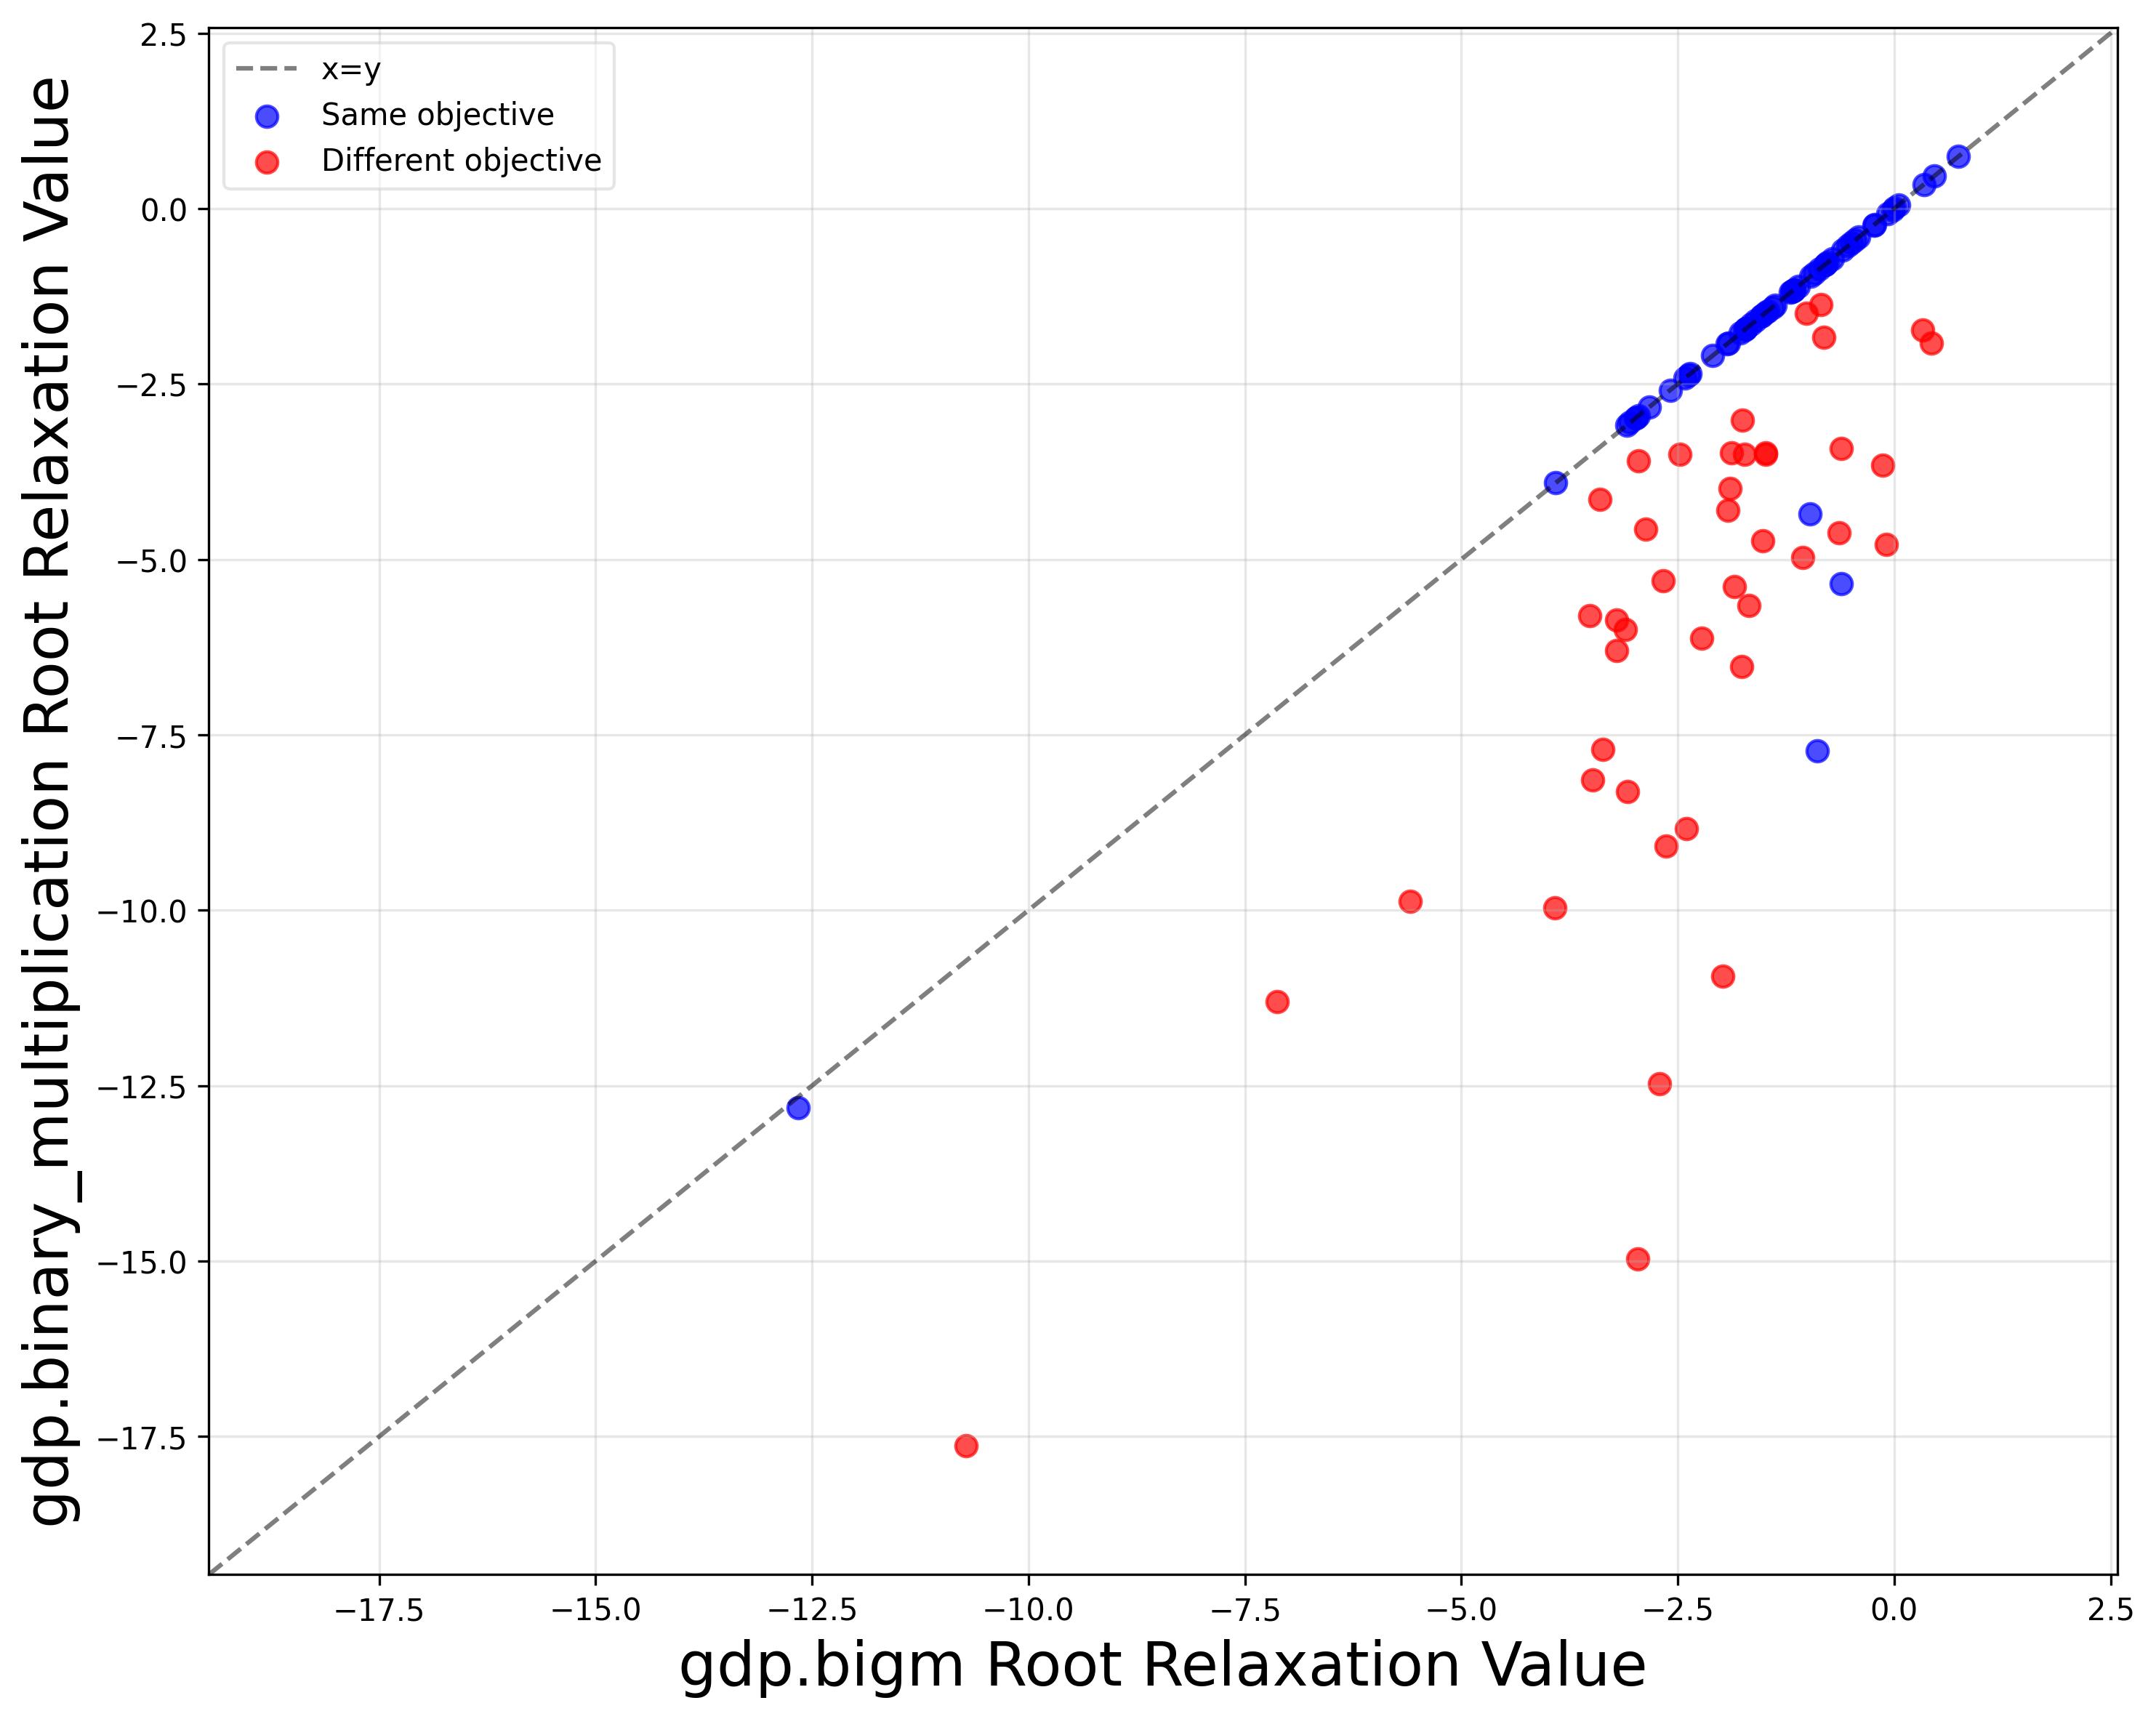 x=y
Same objective
Different objective
gdp.binary_multiplication Root Relaxation Value
2.5
0.0
−2.5
−5.0
−7.5
−10.0
−12.5
−15.0
−17.5
−17.5 −15.0 −12.5 −10.0 −7.5 −5.0 −2.5 0.0 2.5
gdp.bigm Root Relaxation Value